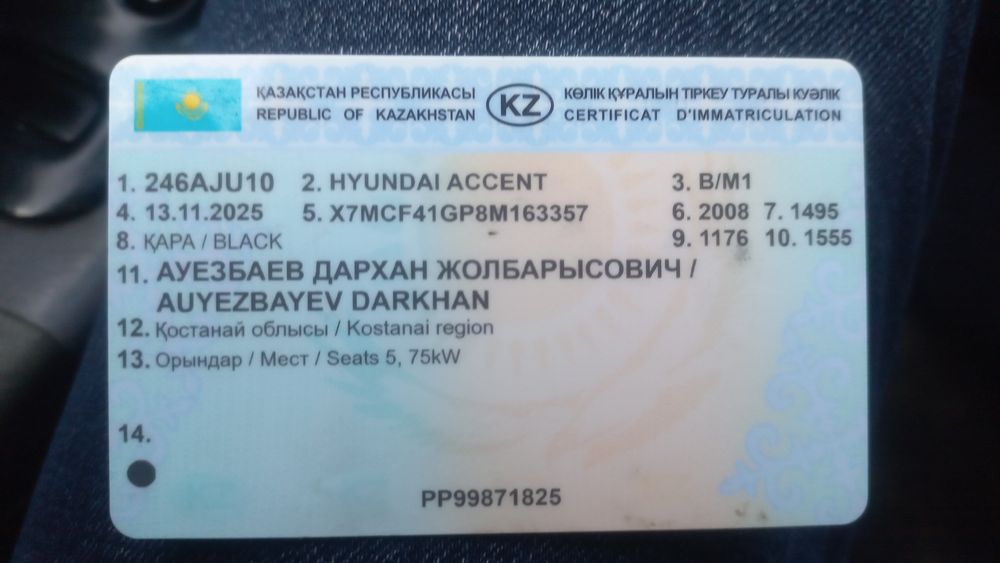 ҚАЗАҚСТАН РЕСПУБЛИКАСЫ KZ КӨЛІК ҚҰРАЛЫН ТІРКЕУ ТУРАЛЫ КУӘЛІК
REPUBLIC OF KAZAKHSTAN CERTIFICAT D'IMMATRICULATION
1. 246AJU10 2. HYUNDAI ACCENT 3. B/M1
4. 13.11.2025 5. X7MCF41GP8M163357 6. 2008 7. 1495
8. ҚАРА / BLACK 9. 1176 10. 1555
11. АУЕЗБАЕВ ДАРХАН ЖОЛБАРЫСОВИЧ /
AUYEZBAYEV DARKHAN
12. Қостанай облысы / Kostanai region
13. Орындар / Мест / Seats 5, 75kW
14.
PP99871825